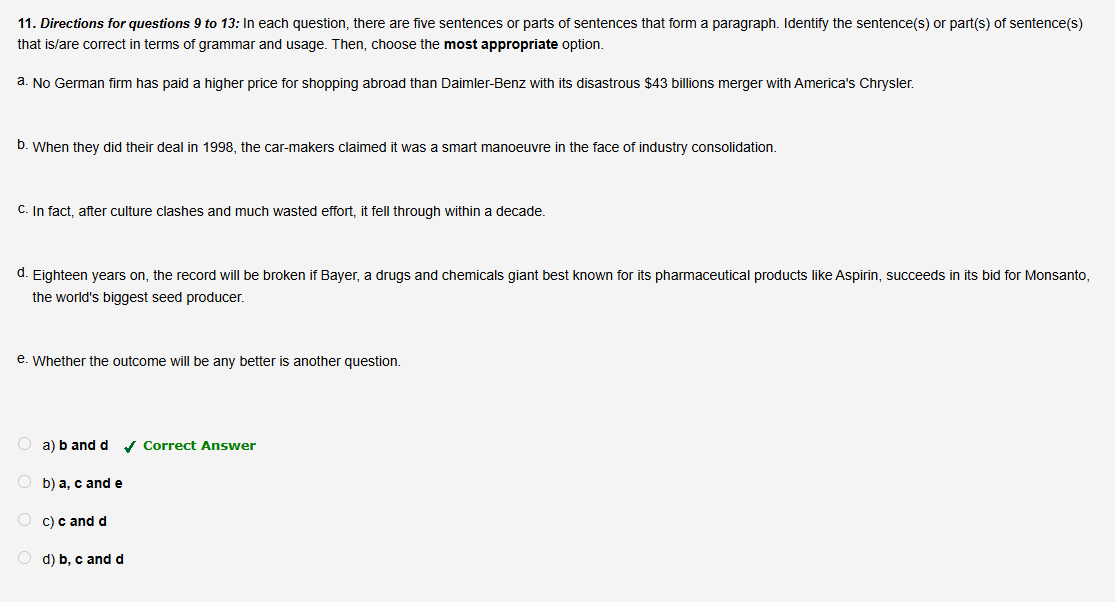 11. Directions for questions 9 to 13: In each question, there are five sentences or parts of sentences that form a paragraph. Identify the sentence(s) or part(s) of sentence(s)
that is/are correct in terms of grammar and usage. Then, choose the most appropriate option.
a. No German firm has paid a higher price for shopping abroad than Daimler-Benz with its disastrous $43 billions merger with America's Chrysler.
b. When they did their deal in 1998, the car-makers claimed it was a smart manoeuvre in the face of industry consolidation.
c. In fact, after culture clashes and much wasted effort, it fell through within a decade.
d. Eighteen years on, the record will be broken if Bayer, a drugs and chemicals giant best known for its pharmaceutical products like Aspirin, succeeds in its bid for Monsanto,
the world's biggest seed producer.
e. Whether the outcome will be any better is another question.
a) b and d ✓ Correct Answer
b) a, c and e
c) c and d
d) b, c and d